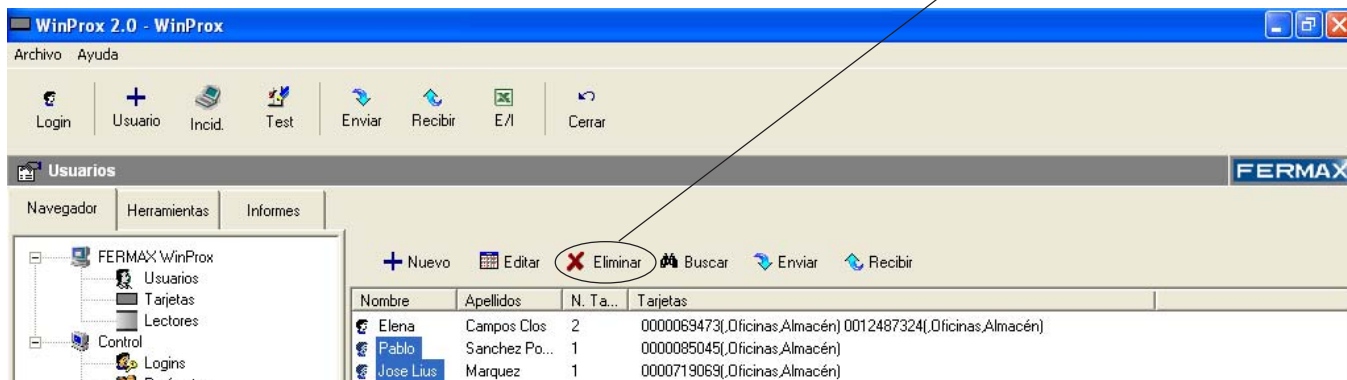 WinProx 2.0 - WinProx
Archivo Ayuda
Login Usuario Incid. Test Enviar Recibir E/I Cerrar
Usuarios FERMAX
Navegador Herramientas Informes
FERMAX WinProx
Usuarios
Tarjetas
Lectores
Control
Logins
Nuevo Editar Eliminar Buscar Enviar Recibir
Nombre Apellidos N. Ta... Tarjetas
Elena Campos Clos 2 0000069473(,Oficinas,Almacén) 0012487324(,Oficinas,Almacén)
Pablo Sanchez Po... 1 0000085045(,Oficinas,Almacén)
Jose Lius Marquez 1 0000719069(,Oficinas,Almacén)